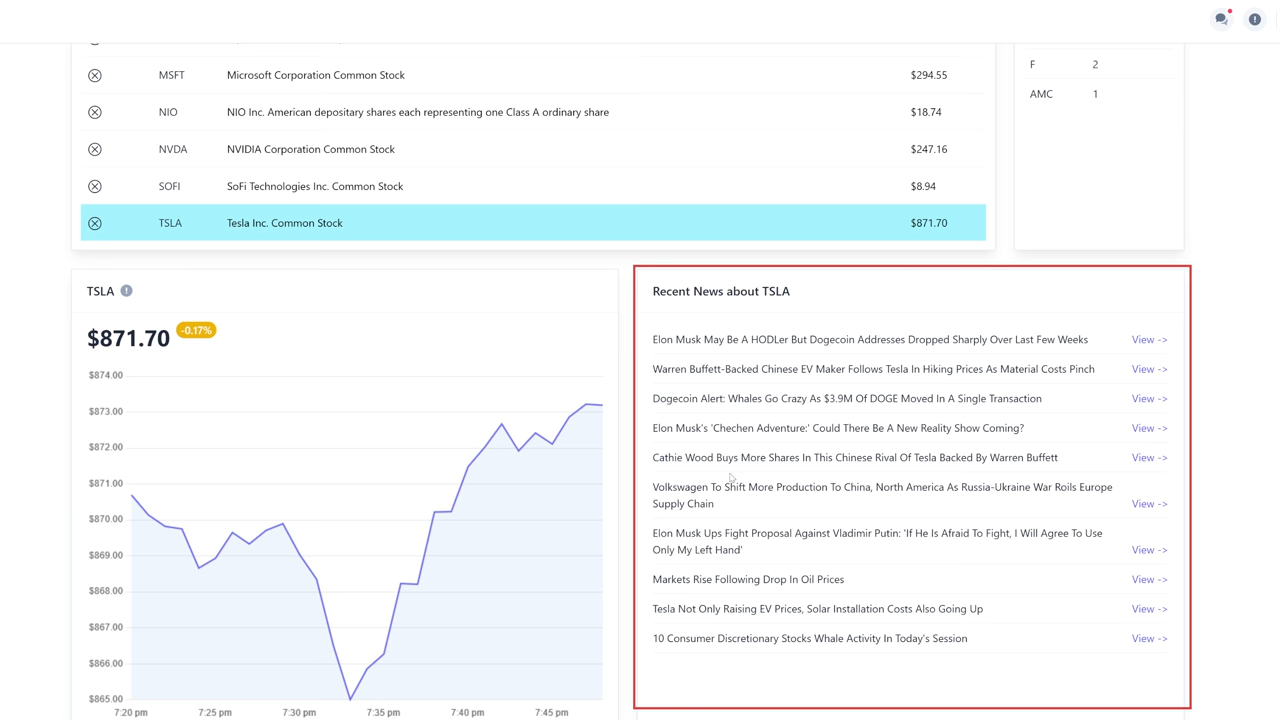 MSFT Microsoft Corporation Common Stock $294.55
NIO NIO Inc. American depositary shares each representing one Class A ordinary share $18.74
NVDA NVIDIA Corporation Common Stock $247.16
SOFI SoFi Technologies Inc. Common Stock $8.94
TSLA Tesla Inc. Common Stock $871.70
F 2
AMC 1
TSLA
$871.70 -0.17%
$874.00
$873.00
$872.00
$871.00
$870.00
$869.00
$868.00
$867.00
$866.00
$865.00
7:20 pm 7:25 pm 7:30 pm 7:35 pm 7:40 pm 7:45 pm
Recent News about TSLA
Elon Musk May Be A HODLer But Dogecoin Addresses Dropped Sharply Over Last Few Weeks View ->
Warren Buffett-Backed Chinese EV Maker Follows Tesla In Hiking Prices As Material Costs Pinch View ->
Dogecoin Alert: Whales Go Crazy As $3.9M Of DOGE Moved In A Single Transaction View ->
Elon Musk's 'Chechen Adventure:' Could There Be A New Reality Show Coming? View ->
Cathie Wood Buys More Shares In This Chinese Rival Of Tesla Backed By Warren Buffett View ->
Volkswagen To Shift More Production To China, North America As Russia-Ukraine War Roils Europe
Supply Chain View ->
Elon Musk Ups Fight Proposal Against Vladimir Putin: 'If He Is Afraid To Fight, I Will Agree To Use
Only My Left Hand' View ->
Markets Rise Following Drop In Oil Prices View ->
Tesla Not Only Raising EV Prices, Solar Installation Costs Also Going Up View ->
10 Consumer Discretionary Stocks Whale Activity In Today's Session View ->